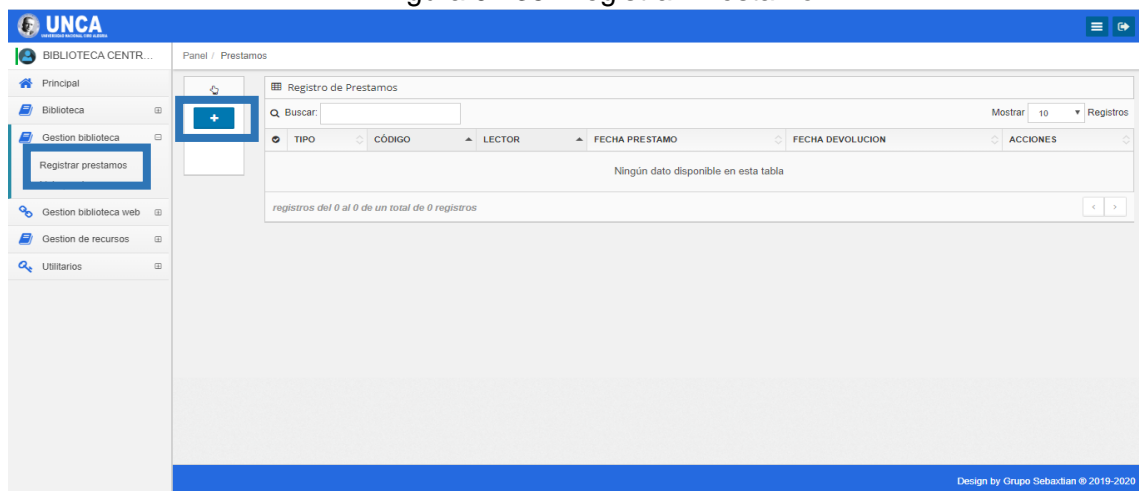 UNCA
BIBLIOTECA CENTR...
Panel / Prestamos
Principal
Biblioteca
Gestion biblioteca
Registrar prestamos
Gestion biblioteca web
Gestion de recursos
Utilitarios
+
Registro de Prestamos
Buscar:
Mostrar 10 Registros
TIPO CÓDIGO LECTOR FECHA PRESTAMO FECHA DEVOLUCION ACCIONES
Ningún dato disponible en esta tabla
registros del 0 al 0 de un total de 0 registros
Design by Grupo Sebaxtian ® 2019-2020